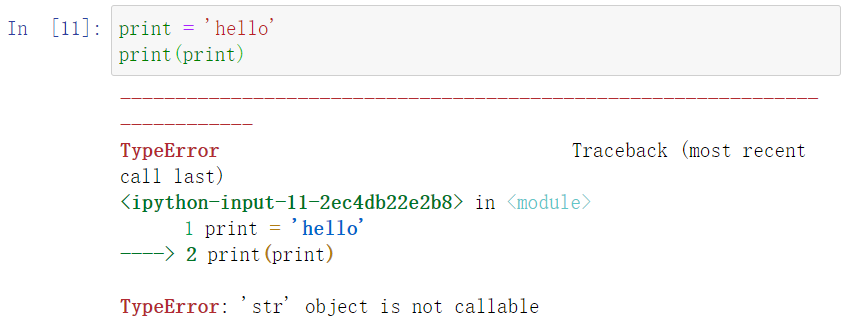 In [11]: print = 'hello'
print(print)
---------------------------------------------------------------
------------
TypeError Traceback (most recent
call last)
<ipython-input-11-2ec4db22e2b8> in <module>
1 print = 'hello'
----> 2 print(print)
TypeError: 'str' object is not callable